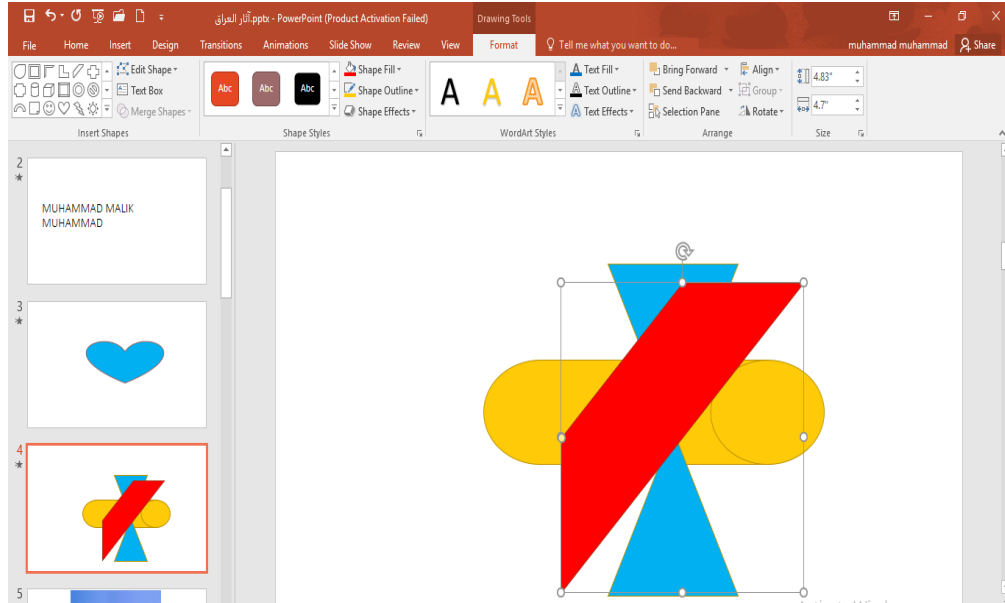 آثار العراق.pptx - PowerPoint (Product Activation Failed)
Drawing Tools
File Home Insert Design Transitions Animations Slide Show Review View Format Tell me what you want to do... muhammad muhammad Share
Edit Shape
Text Box
Merge Shapes
Insert Shapes
Abc Abc Abc
Shape Fill
Shape Outline
Shape Effects
Shape Styles
A A A
Text Fill
Text Outline
Text Effects
WordArt Styles
Bring Forward
Send Backward
Selection Pane
Align
Group
Rotate
Arrange
4.83"
4.7"
Size
2
MUHAMMAD MALIK
MUHAMMAD
3
4
5